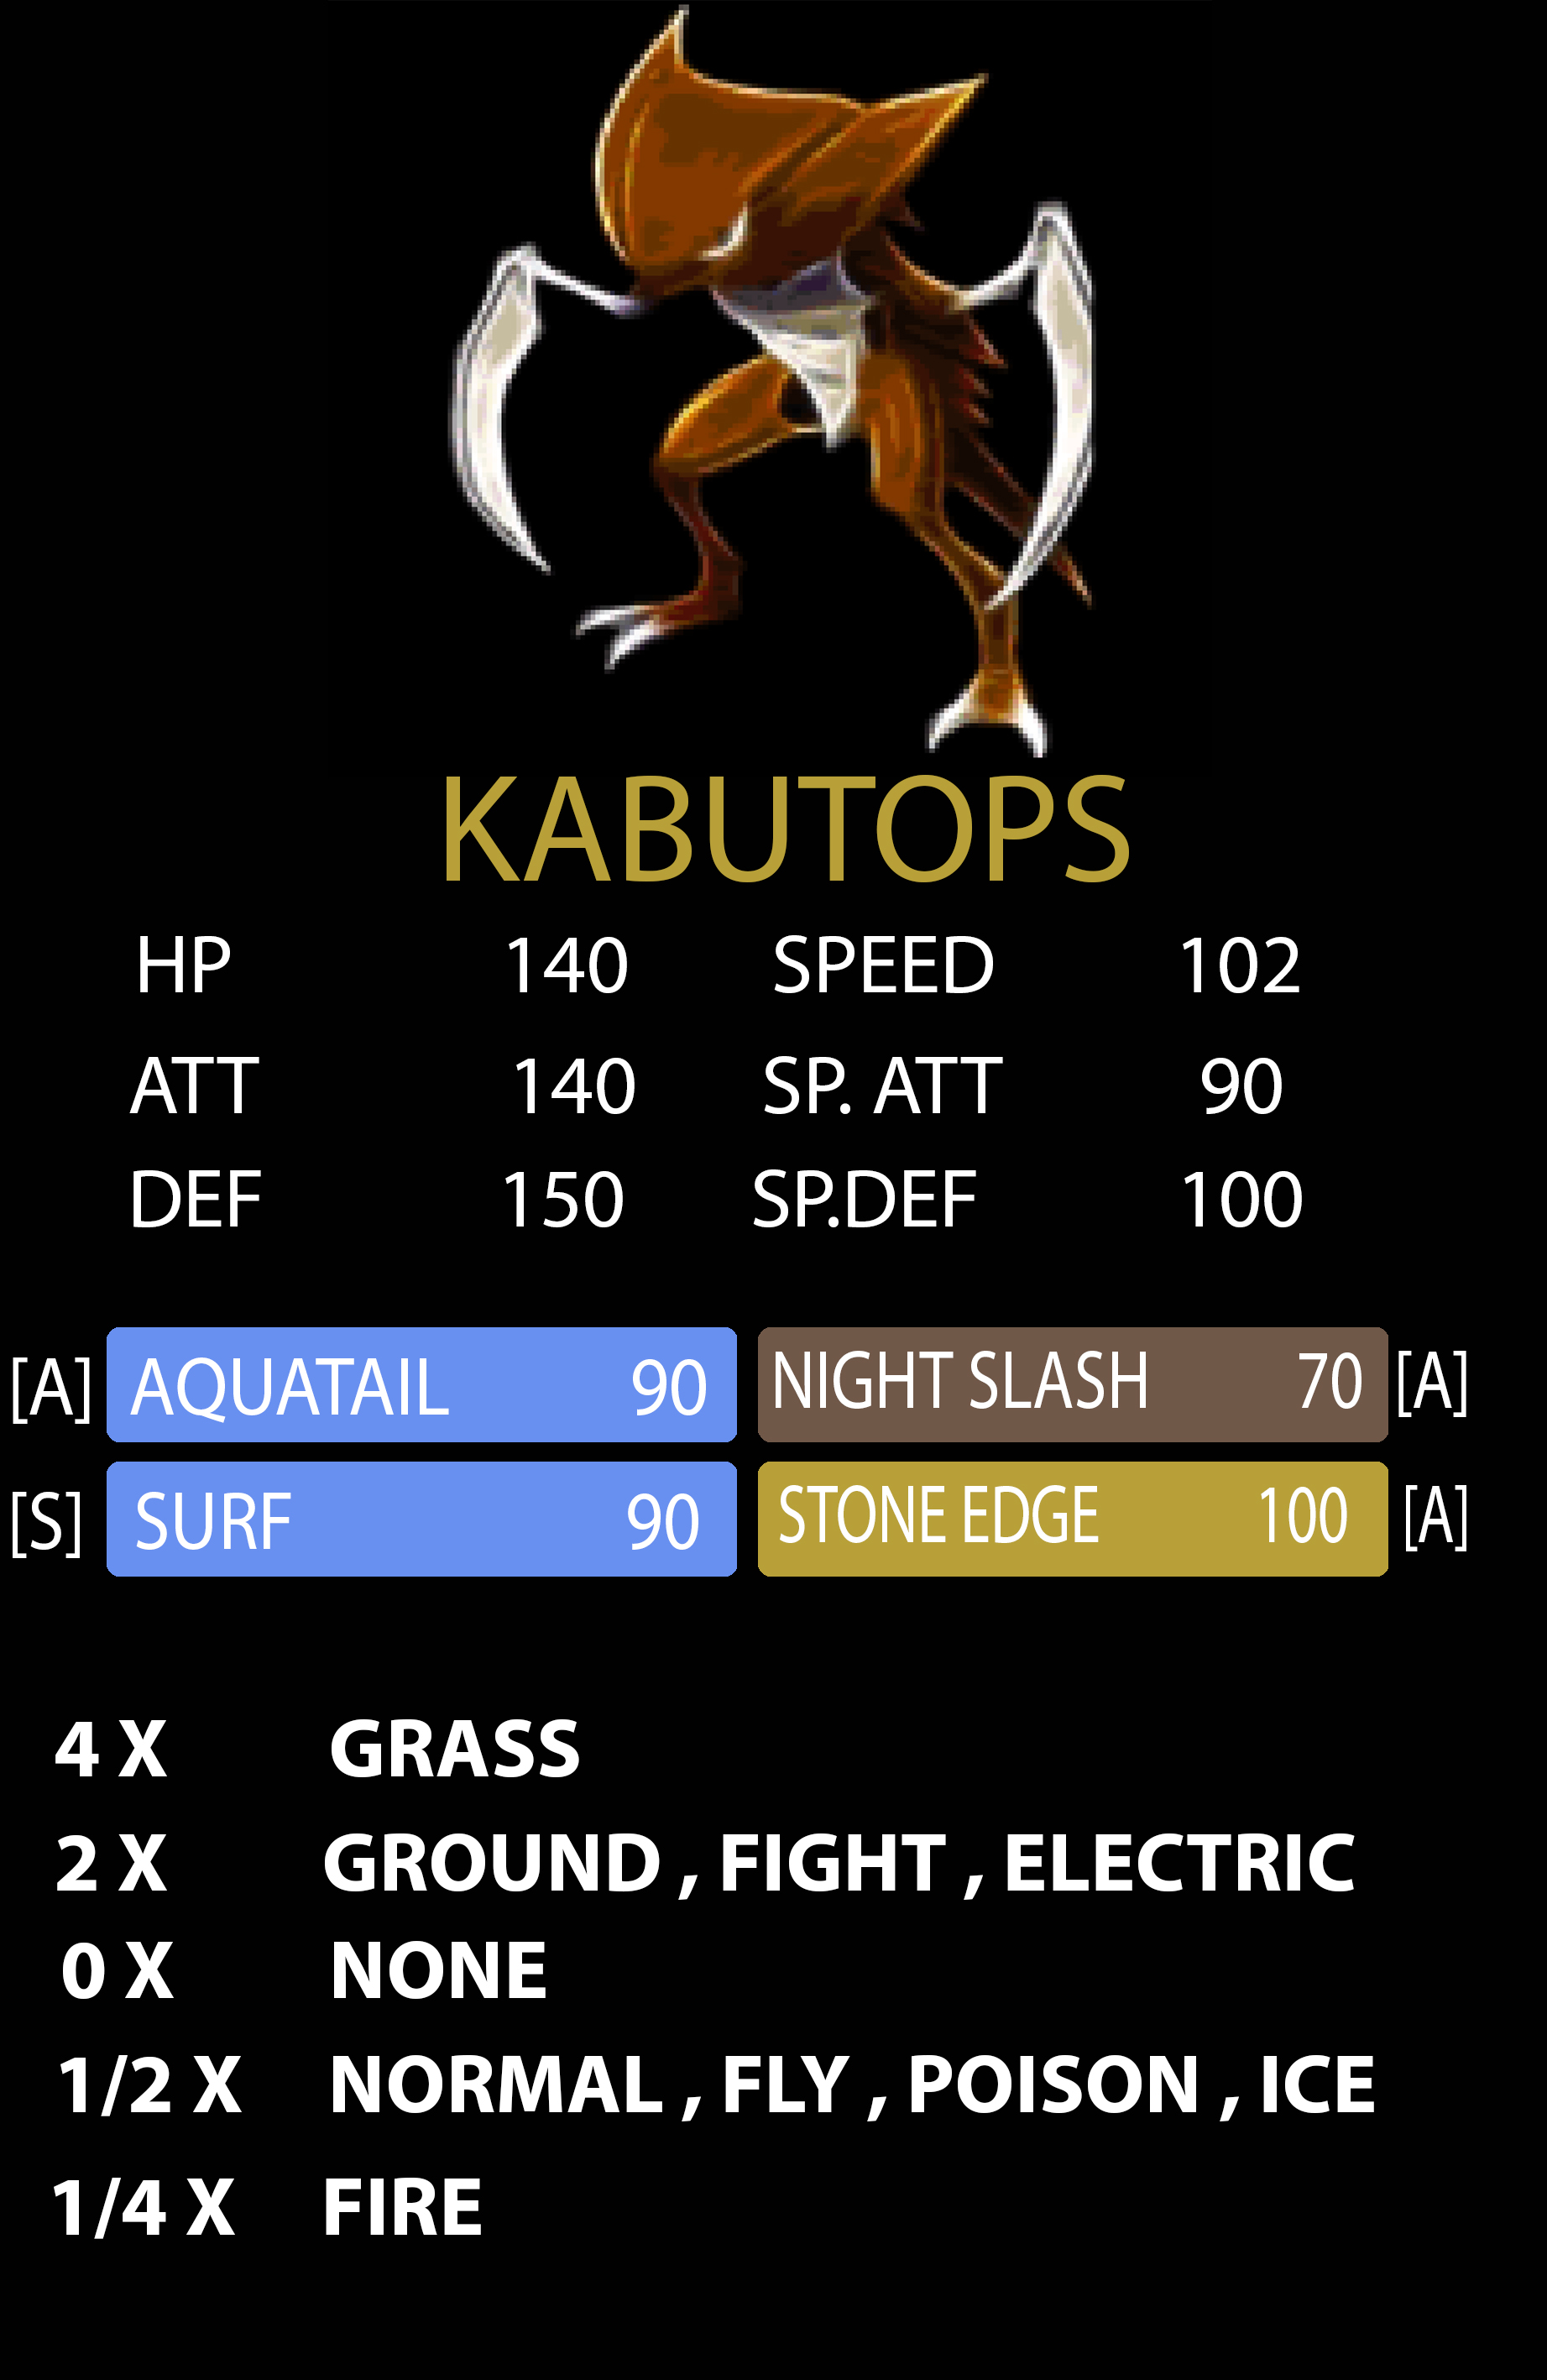 KABUTOPS
HP 140 SPEED 102
ATT 140 SP. ATT 90
DEF 150 SP.DEF 100
[A] AQUATAIL 90 NIGHT SLASH 70 [A]
[S] SURF 90 STONE EDGE 100 [A]
4 X GRASS
2 X GROUND , FIGHT , ELECTRIC
0 X NONE
1/2 X NORMAL , FLY , POISON , ICE
1/4 X FIRE